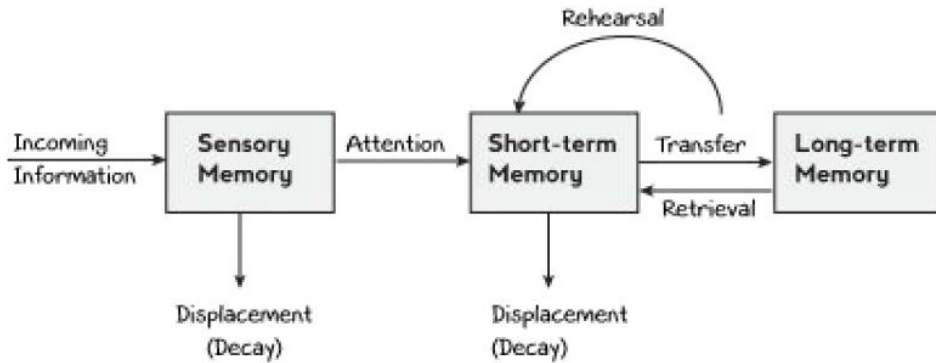 Rehearsal
Incoming
Information
Sensory
Memory
Attention
Short-term
Memory
Transfer
Retrieval
Long-term
Memory
Displacement
(Decay)
Displacement
(Decay)